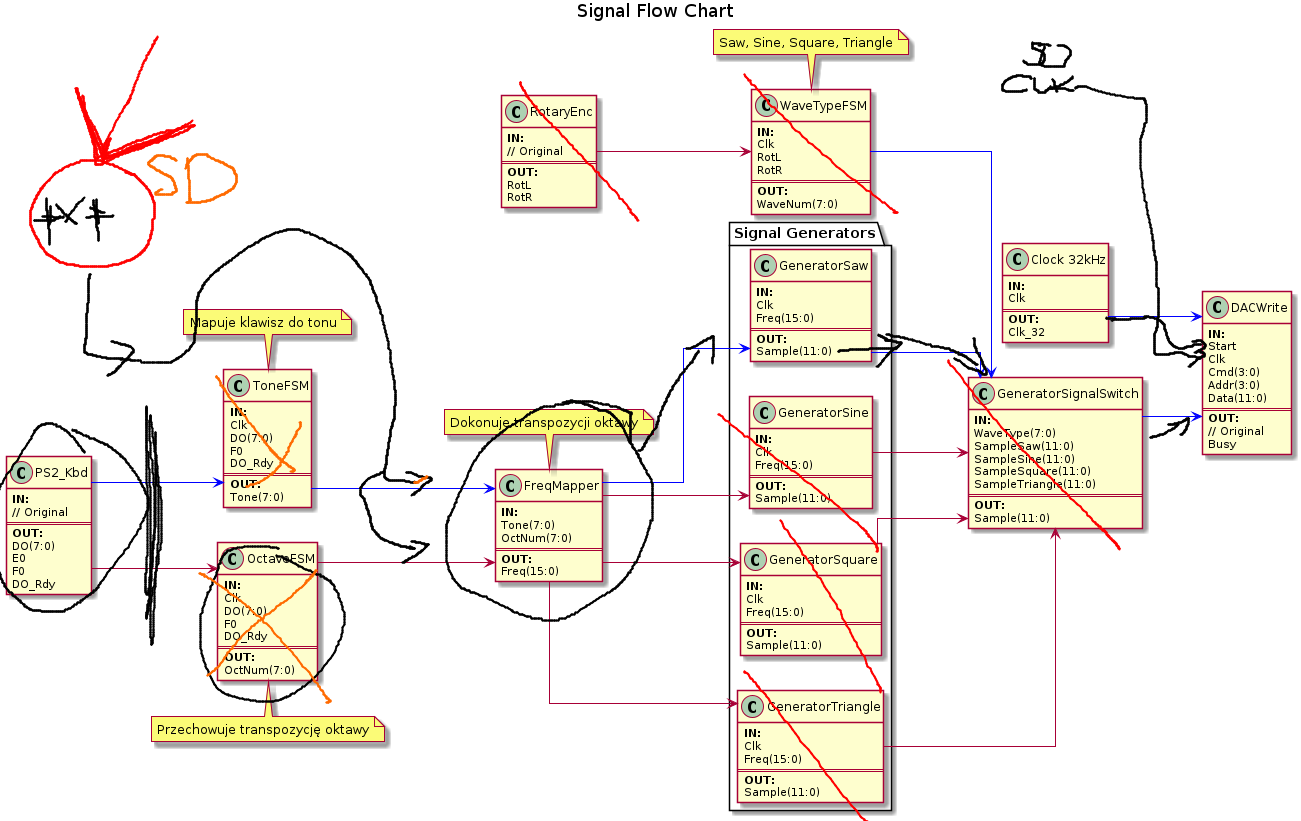 Signal Flow Chart
Saw, Sine, Square, Triangle
SD
CLK
C RotaryEnc
IN:
// Original
OUT:
RotL
RotR
C WaveTypeFSM
IN:
Clk
RotL
RotR
OUT:
WaveNum(7:0)
SD
Signal Generators
C GeneratorSaw
IN:
Clk
Freq(15:0)
OUT:
Sample(11:0)
C Clock 32kHz
IN:
Clk
OUT:
Clk_32
C DACWrite
IN:
Start
Clk
Cmd(3:0)
Addr(3:0)
Data(11:0)
OUT:
// Original
Busy
Mapuje klawisz do tonu
C ToneFSM
IN:
Clk
DO(7:0)
F0
DO_Rdy
OUT:
Tone(7:0)
Dokonuje transpozycji oktawy
C GeneratorSine
IN:
Clk
Freq(15:0)
OUT:
Sample(11:0)
C GeneratorSignalSwitch
IN:
WaveType(7:0)
SampleSaw(11:0)
SampleSine(11:0)
SampleSquare(11:0)
SampleTriangle(11:0)
OUT:
Sample(11:0)
C PS2_Kbd
IN:
// Original
OUT:
DO(7:0)
E0
F0
DO_Rdy
C FreqMapper
IN:
Tone(7:0)
OctNum(7:0)
OUT:
Freq(15:0)
C OctaveFSM
IN:
Clk
DO(7:0)
F0
DO_Rdy
OUT:
OctNum(7:0)
C GeneratorSquare
IN:
Clk
Freq(15:0)
OUT:
Sample(11:0)
Przechowuje transpozycję oktawy
C GeneratorTriangle
IN:
Clk
Freq(15:0)
OUT:
Sample(11:0)